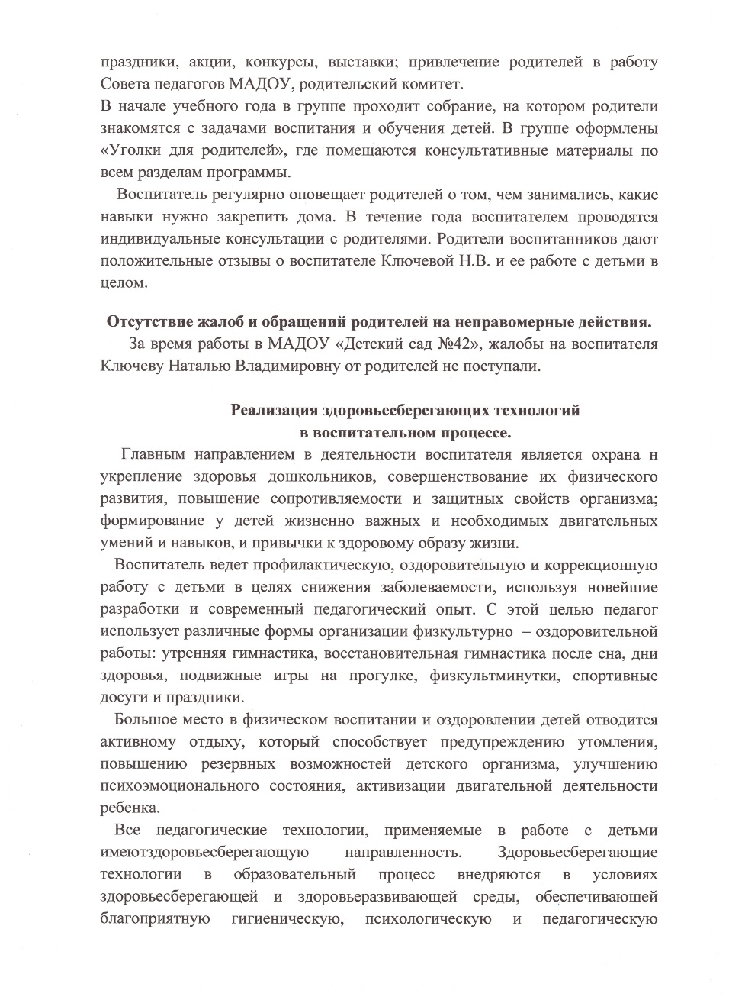 праздники, акции, конкурсы, выставки; привлечение родителей в работу
Совета педагогов МАДОУ, родительский комитет.
В начале учебного года в группе проходит собрание, на котором родители
знакомятся с задачами воспитания и обучения детей. В группе оформлены
«Уголки для родителей», где помещаются консультативные материалы по
всем разделам программы.
Воспитатель регулярно оповещает родителей о том, чем занимались, какие
навыки нужно закрепить дома. В течение года воспитателем проводятся
индивидуальные консультации с родителями. Родители воспитанников дают
положительные отзывы о воспитателе Ключевой Н.В. и ее работе с детьми в
целом.
Отсутствие жалоб и обращений родителей на неправомерные действия.
За время работы в МАДОУ «Детский сад №42», жалобы на воспитателя
Ключеву Наталью Владимировну от родителей не поступали.
Реализация здоровьесберегающих технологий
в воспитательном процессе.
Главным направлением в деятельности воспитателя является охрана н
укрепление здоровья дошкольников, совершенствование их физического
развития, повышение сопротивляемости и защитных свойств организма;
формирование у детей жизненно важных и необходимых двигательных
умений и навыков, и привычки к здоровому образу жизни.
Воспитатель ведет профилактическую, оздоровительную и коррекционную
работу с детьми в целях снижения заболеваемости, используя новейшие
разработки и современный педагогический опыт. С этой целью педагог
использует различные формы организации физкультурно – оздоровительной
работы: утренняя гимнастика, восстановительная гимнастика после сна, дни
здоровья, подвижные игры на прогулке, физкультминутки, спортивные
досуги и праздники.
Большое место в физическом воспитании и оздоровлении детей отводится
активному отдыху, который способствует предупреждению утомления,
повышению резервных возможностей детского организма, улучшению
психоэмоционального состояния, активизации двигательной деятельности
ребенка.
Все педагогические технологии, применяемые в работе с детьми
имеютздоровьесберегающую направленность. Здоровьесберегающие
технологии в образовательный процесс внедряются в условиях
здоровьесберегающей и здоровьеразвивающей среды, обеспечивающей
благоприятную гигиеническую, психологическую и педагогическую